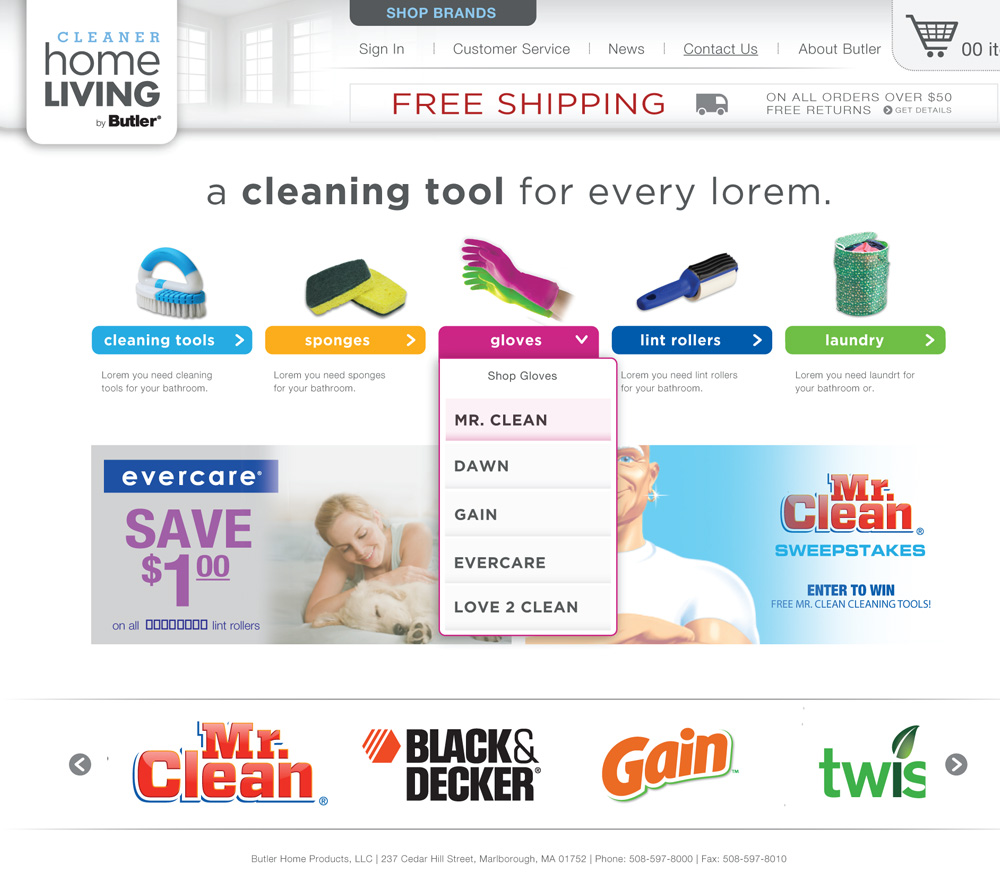 SHOP BRANDS
CLEANER
home
LIVING
by Butler®
Sign In | Customer Service | News | Contact Us | About Butler
00 it
FREE SHIPPING
ON ALL ORDERS OVER $50
FREE RETURNS GET DETAILS
a cleaning tool for every lorem.
cleaning tools
sponges
gloves
lint rollers
laundry
Lorem you need cleaning
tools for your bathroom.
Lorem you need sponges
for your bathroom.
Shop Gloves
MR. CLEAN
DAWN
GAIN
EVERCARE
LOVE 2 CLEAN
Lorem you need lint rollers
for your bathroom.
Lorem you need laundrt for
your bathroom or.
evercare®
SAVE
$100
on all lint rollers
Mr.
Clean®
SWEEPSTAKES
ENTER TO WIN
FREE MR. CLEAN CLEANING TOOLS!
Mr.
Clean®
BLACK&
DECKER®
Gain™
twis
Butler Home Products, LLC | 237 Cedar Hill Street, Marlborough, MA 01752 | Phone: 508-597-8000 | Fax: 508-597-8010